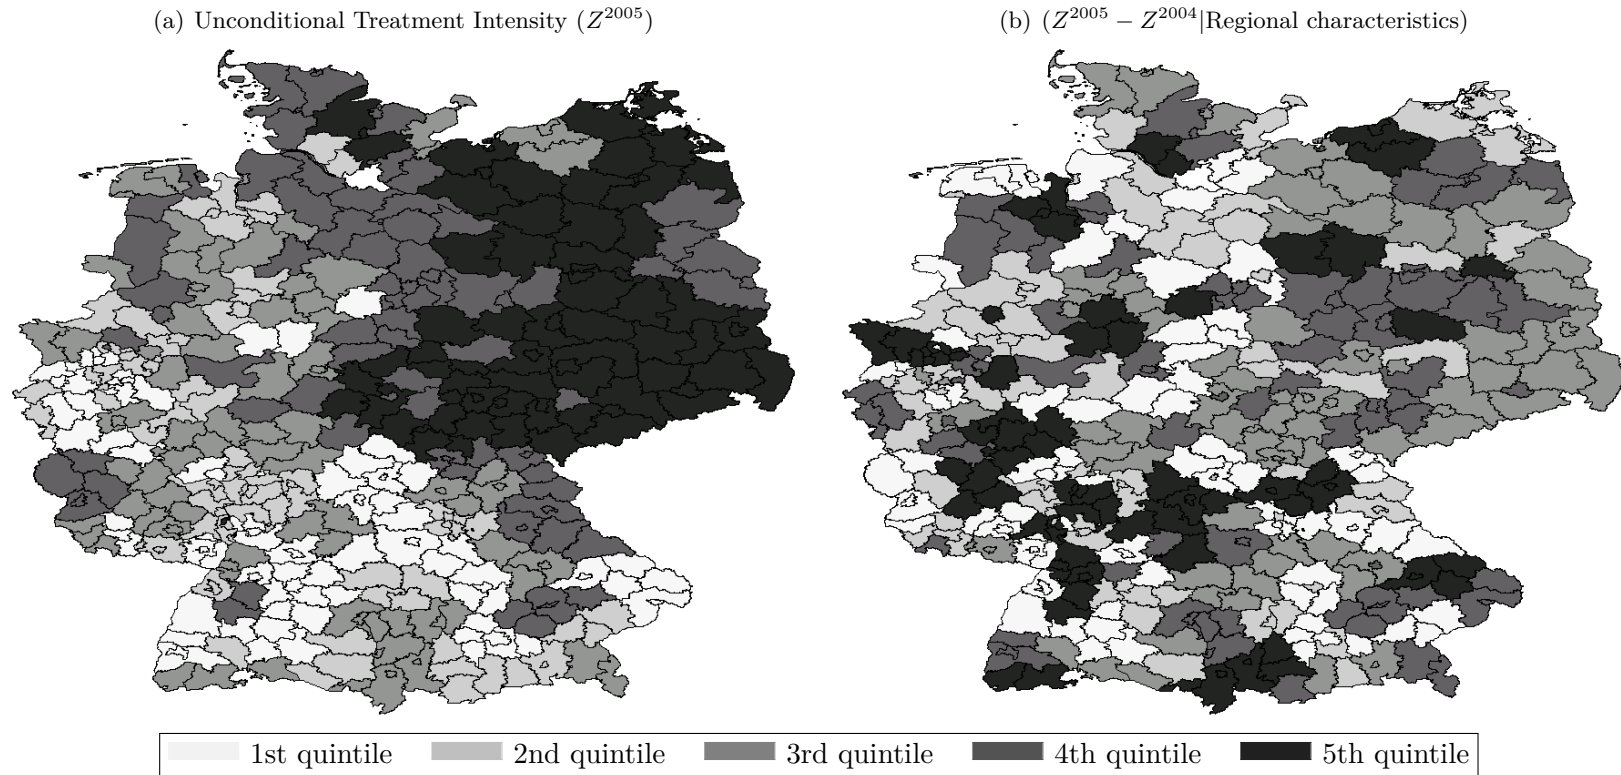 (a) Unconditional Treatment Intensity (Z^2005)
(b) (Z^2005 − Z^2004|Regional characteristics)
1st quintile 2nd quintile 3rd quintile 4th quintile 5th quintile